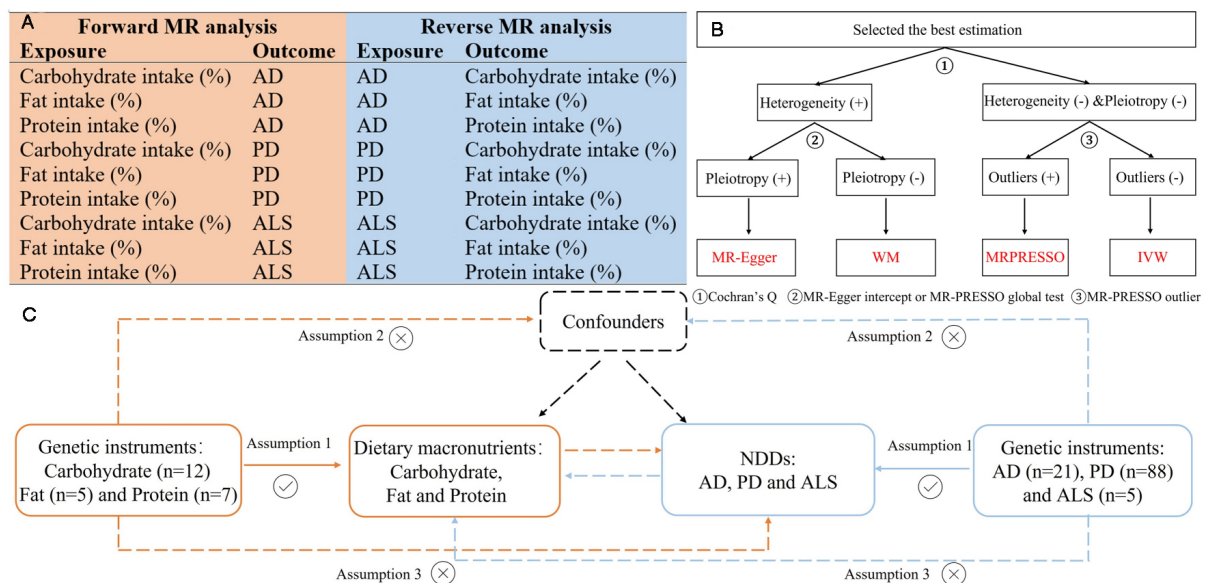 A
Forward MR analysis Reverse MR analysis
Exposure Outcome Exposure Outcome
Carbohydrate intake (%) AD AD Carbohydrate intake (%)
Fat intake (%) AD AD Fat intake (%)
Protein intake (%) AD AD Protein intake (%)
Carbohydrate intake (%) PD PD Carbohydrate intake (%)
Fat intake (%) PD PD Fat intake (%)
Protein intake (%) PD PD Protein intake (%)
Carbohydrate intake (%) ALS ALS Carbohydrate intake (%)
Fat intake (%) ALS ALS Fat intake (%)
Protein intake (%) ALS ALS Protein intake (%)
B
Selected the best estimation
①
Heterogeneity (+) Heterogeneity (-) &Pleiotropy (-)
② ③
Pleiotropy (+) Pleiotropy (-) Outliers (+) Outliers (-)
MR-Egger WM MRPRESSO IVW
①Cochran's Q ②MR-Egger intercept or MR-PRESSO global test ③MR-PRESSO outlier
C
Confounders
Assumption 2 Assumption 2
Genetic instruments:
Carbohydrate (n=12)
Fat (n=5) and Protein (n=7)
Assumption 1
Dietary macronutrients:
Carbohydrate,
Fat and Protein
NDDs:
AD, PD and ALS
Assumption 1
Genetic instruments:
AD (n=21), PD (n=88)
and ALS (n=5)
Assumption 3 Assumption 3